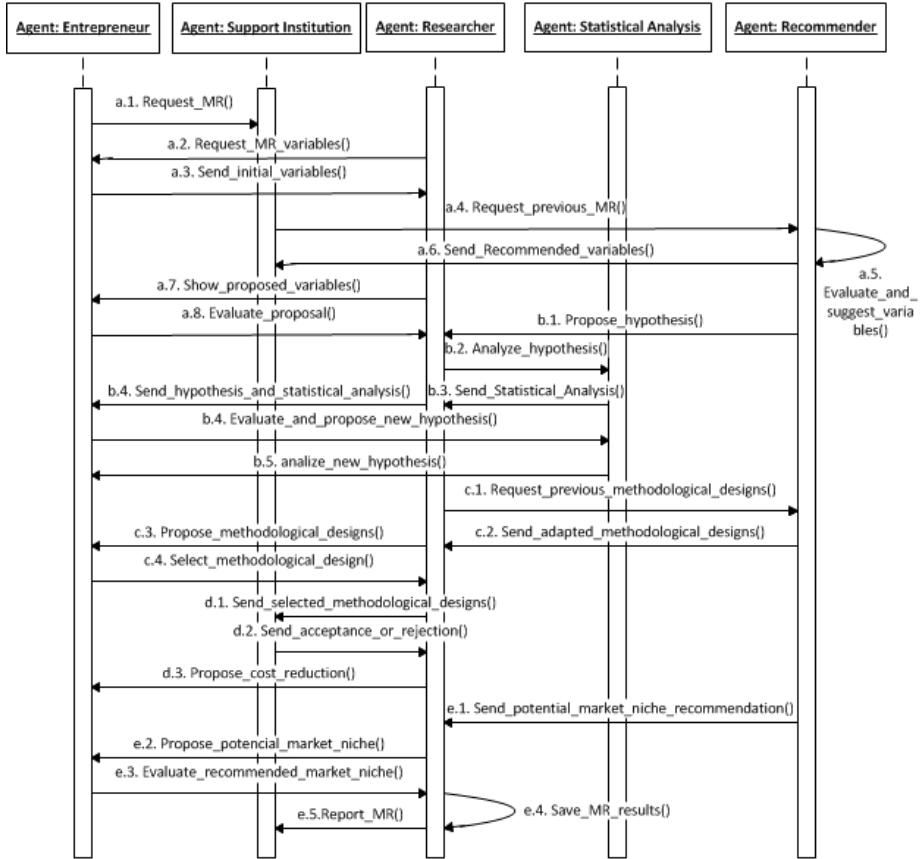 Agent: Entrepreneur
Agent: Support Institution
Agent: Researcher
Agent: Statistical Analysis
Agent: Recommender
a.1. Request_MR()
a.2. Request_MR_variables()
a.3. Send_initial_variables()
a.4. Request_previous_MR()
a.6. Send_Recommended_variables()
a.5.
Evaluate_and_
suggest_varia
bles()
a.7. Show_proposed_variables()
a.8. Evaluate_proposal()
b.1. Propose_hypothesis()
b.2. Analyze_hypothesis()
b.4. Send_hypothesis_and_statistical_analysis()
b.3. Send_Statistical_Analysis()
b.4. Evaluate_and_propose_new_hypothesis()
b.5. analize_new_hypothesis()
c.1. Request_previous_methodological_designs()
c.3. Propose_methodological_designs()
c.2. Send_adapted_methodological_designs()
c.4. Select_methodological_design()
d.1. Send_selected_methodological_designs()
d.2. Send_acceptance_or_rejection()
d.3. Propose_cost_reduction()
e.1. Send_potential_market_niche_recommendation()
e.2. Propose_potencial_market_niche()
e.3. Evaluate_recommended_market_niche()
e.5.Report_MR()
e.4. Save_MR_results()